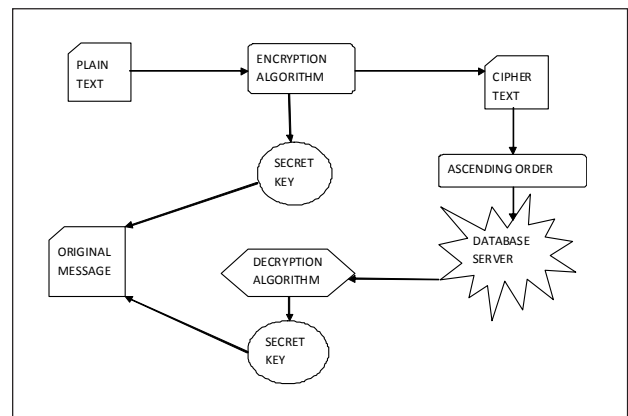 PLAIN
TEXT
ENCRYPTION
ALGORITHM
CIPHER
TEXT
SECRET
KEY
ASCENDING ORDER
ORIGINAL
MESSAGE
DECRYPTION
ALGORITHM
DATABASE
SERVER
SECRET
KEY